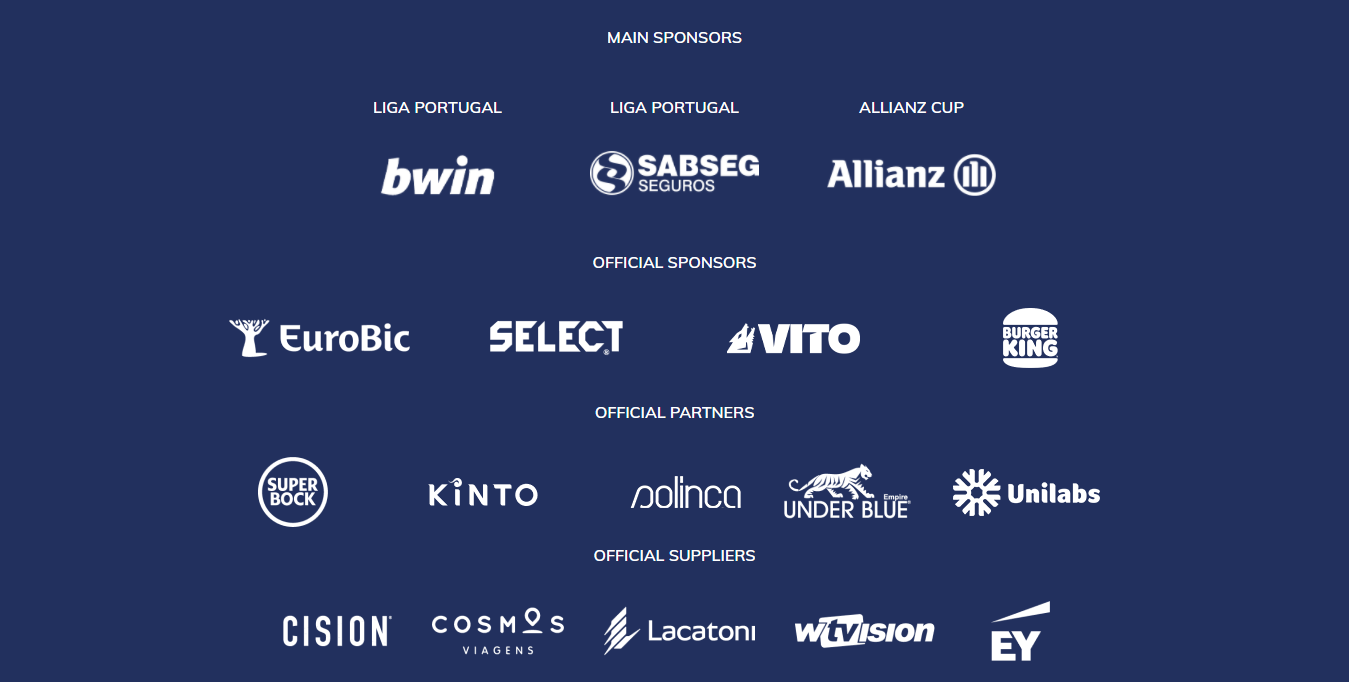 MAIN SPONSORS
LIGA PORTUGAL
LIGA PORTUGAL
ALLIANZ CUP
bwin
SABSEG
SEGUROS
Allianz
OFFICIAL SPONSORS
EuroBic
SELECT®
VITO
BURGER
KING
OFFICIAL PARTNERS
SUPER
BOCK
KiNTO
polinca
Empire
UNDER BLUE®
Unilabs
OFFICIAL SUPPLIERS
CISION®
COSMOS
VIAGENS
Lacatoni
wtvision
EY